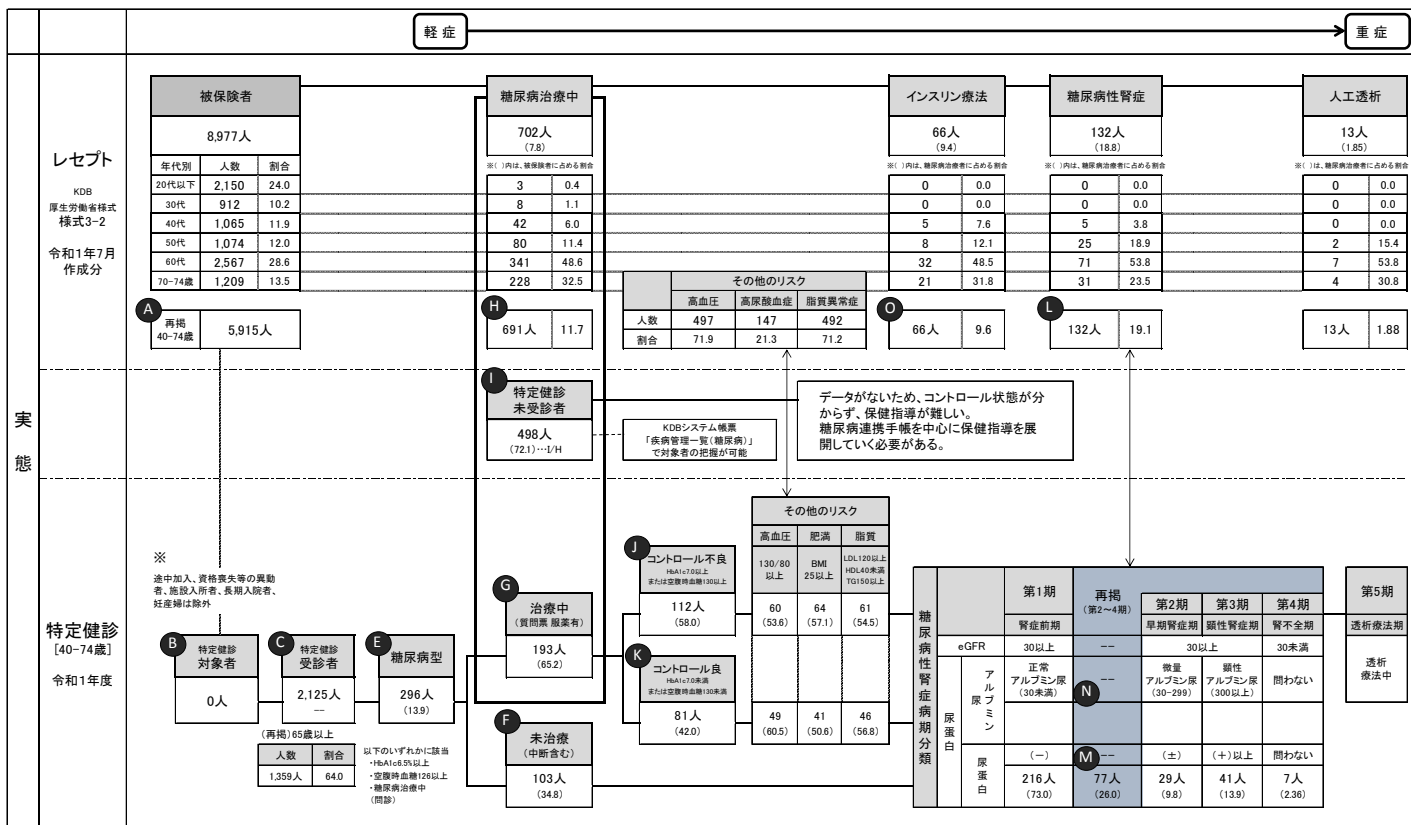 軽 症
重 症
実
態
レセプト
KDB
厚生労働省様式
様式3-2
令和1年7月
作成分
被保険者
8,977人
年代別 人数 割合
20代以下 2,150 24.0
30代 912 10.2
40代 1,065 11.9
50代 1,074 12.0
60代 2,567 28.6
70-74歳 1,209 13.5
A
再掲
40-74歳
5,915人
糖尿病治療中
702人
(7.8)
※( )内は、被保険者に占める割合
3 0.4
8 1.1
42 6.0
80 11.4
341 48.6
228 32.5
H
691人 11.7
その他のリスク
高血圧 高尿酸血症 脂質異常症
人数 497 147 492
割合 71.9 21.3 71.2
インスリン療法
66人
(9.4)
※( )内は、糖尿病治療者に占める割合
0 0.0
0 0.0
5 7.6
8 12.1
32 48.5
21 31.8
O
66人 9.6
糖尿病性腎症
132人
(18.8)
※( )内は、糖尿病治療者に占める割合
0 0.0
0 0.0
5 3.8
25 18.9
71 53.8
31 23.5
L
132人 19.1
人工透析
13人
(1.85)
※( )は、糖尿病治療者に占める割合
0 0.0
0 0.0
0 0.0
2 15.4
7 53.8
4 30.8
13人 1.88
I
特定健診
未受診者
498人
(72.1)…I/H
KDBシステム帳票
「疾病管理一覧(糖尿病)」
で対象者の把握が可能
データがないため、コントロール状態が分
からず、保健指導が難しい。
糖尿病連携手帳を中心に保健指導を展
開していく必要がある。
特定健診
[40-74歳]
令和1年度
※
途中加入、資格喪失等の異動
者、施設入所者、長期入院者、
妊産婦は除外
B
特定健診
対象者
0人
C
特定健診
受診者
2,125人
--
(再掲)65歳以上
人数 割合
1,359人 64.0
E
糖尿病型
296人
(13.9)
以下のいずれかに該当
・HbA1c6.5%以上
・空腹時血糖126以上
・糖尿病治療中
(問診)
G
治療中
(質問票 服薬有)
193人
(65.2)
F
未治療
(中断含む)
103人
(34.8)
J
コントロール不良
HbA1c7.0以上
または空腹時血糖130以上
112人
(58.0)
K
コントロール良
HbA1c7.0未満
または空腹時血糖130未満
81人
(42.0)
その他のリスク
高血圧 肥満 脂質
130/80
以上
BMI
25以上
LDL120以上
HDL40未満
TG150以上
60 64 61
(53.6) (57.1) (54.5)
49 41 46
(60.5) (50.6) (56.8)
糖尿病性腎症病期分類
第1期
腎症前期
再掲
(第2~4期)
第2期 第3期 第4期
早期腎症期 顕性腎症期 腎不全期
第5期
透析療法期
透析
療法中
eGFR 30以上 -- 30以上 30未満
尿蛋白
尿アルブミン
正常
アルブミン尿
(30未満)
N
--
微量
アルブミン尿
(30-299)
顕性
アルブミン尿
(300以上)
問わない
尿蛋白
(-) M -- (±) (+)以上 問わない
216人 77人 29人 41人 7人
(73.0) (26.0) (9.8) (13.9) (2.36)